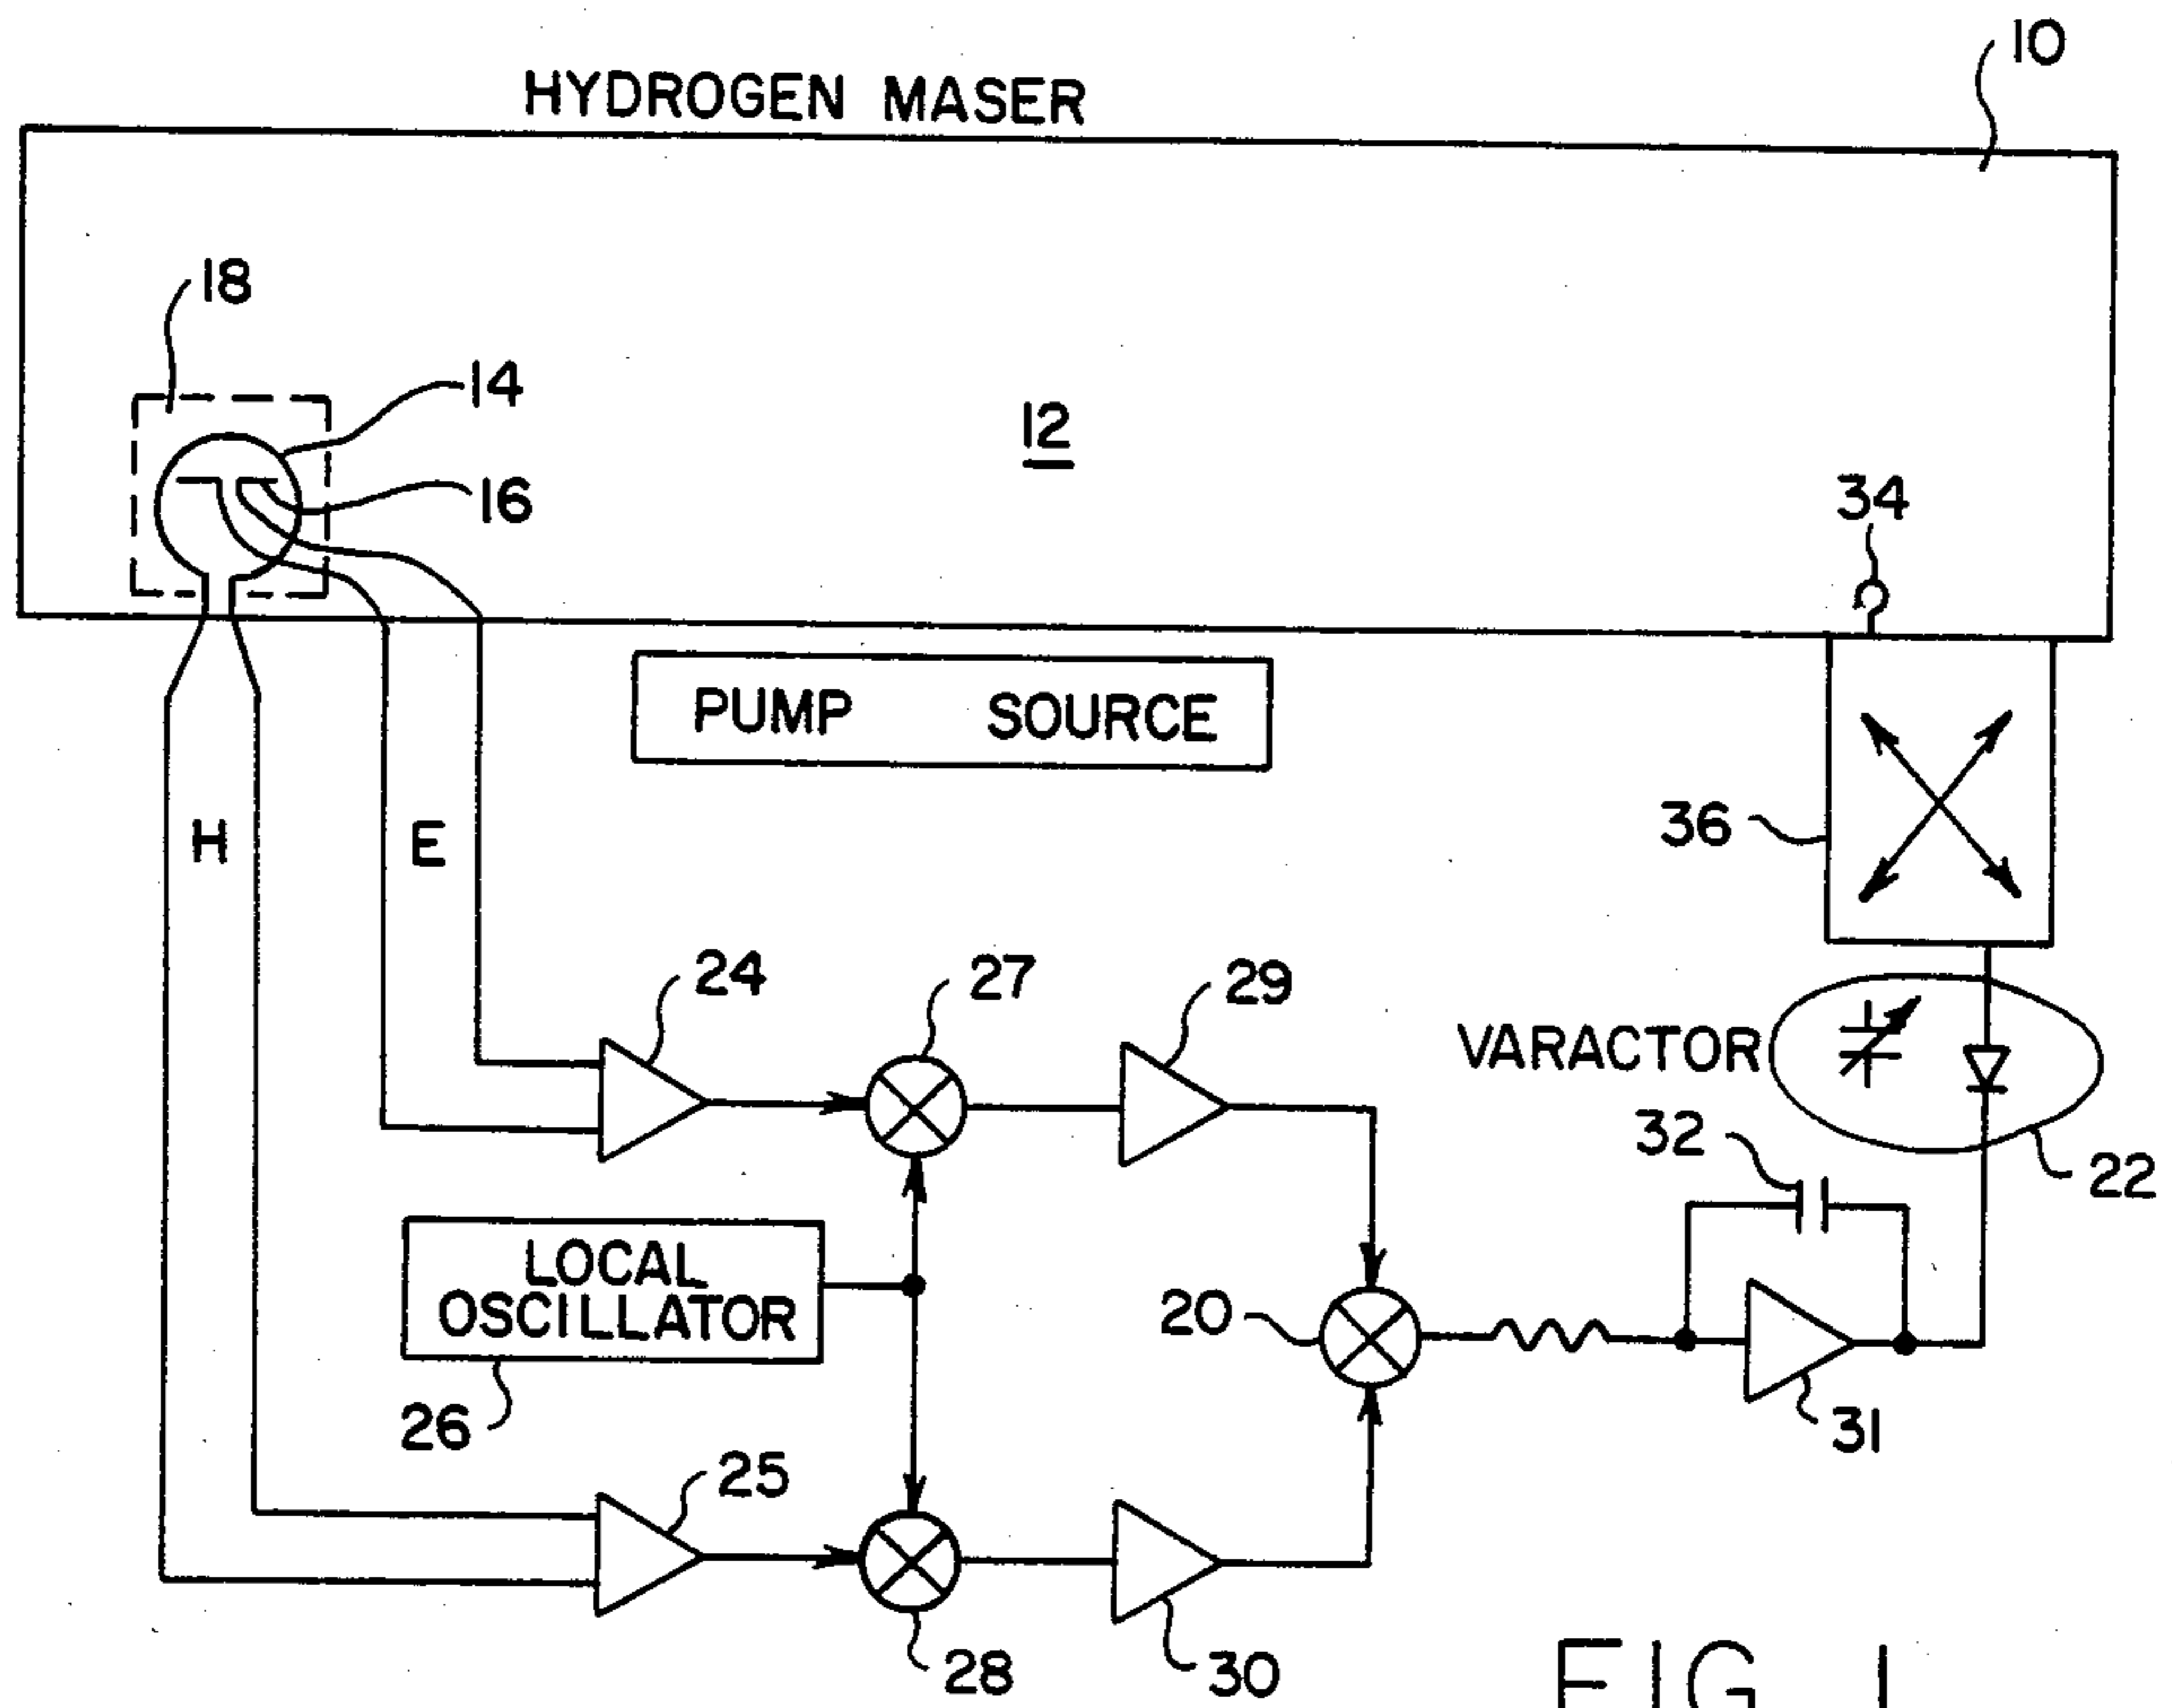 10
HYDROGEN MASER
18
14
12
16
34
PUMP SOURCE
H
E
36
24
27
29
VARACTOR
32
22
LOCAL
OSCILLATOR
20
26
31
25
28
30
FIG. 1